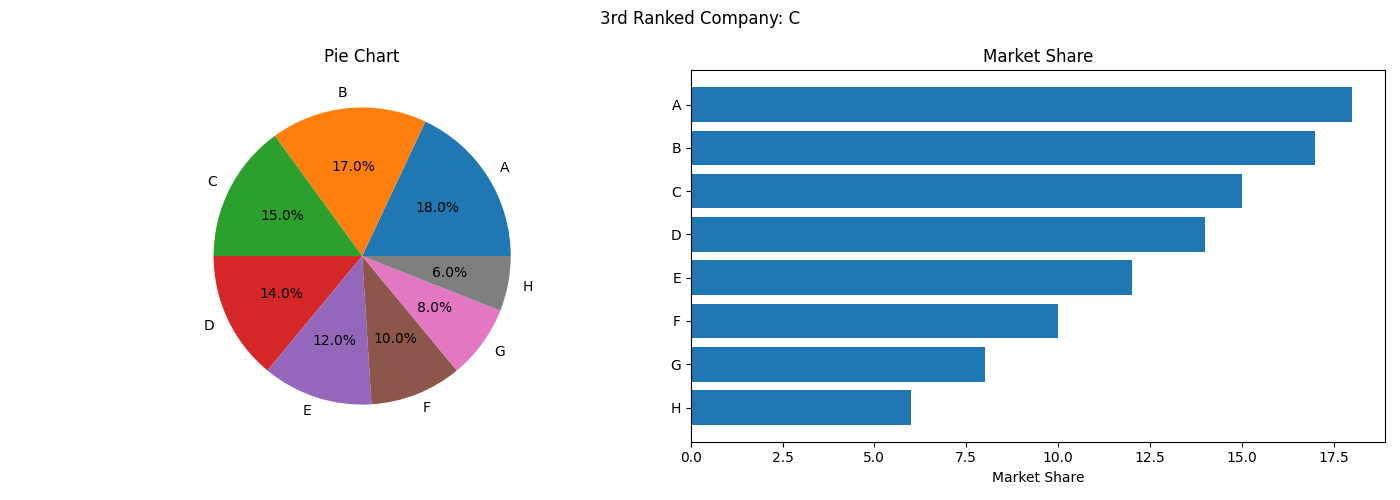 3rd Ranked Company: C
Pie Chart
B
A
C
17.0%
18.0%
15.0%
14.0%
6.0%
H
8.0%
D
12.0%
10.0%
G
E
F
Market Share
A
B
C
D
E
F
G
H
0.0 2.5 5.0 7.5 10.0 12.5 15.0 17.5
Market Share